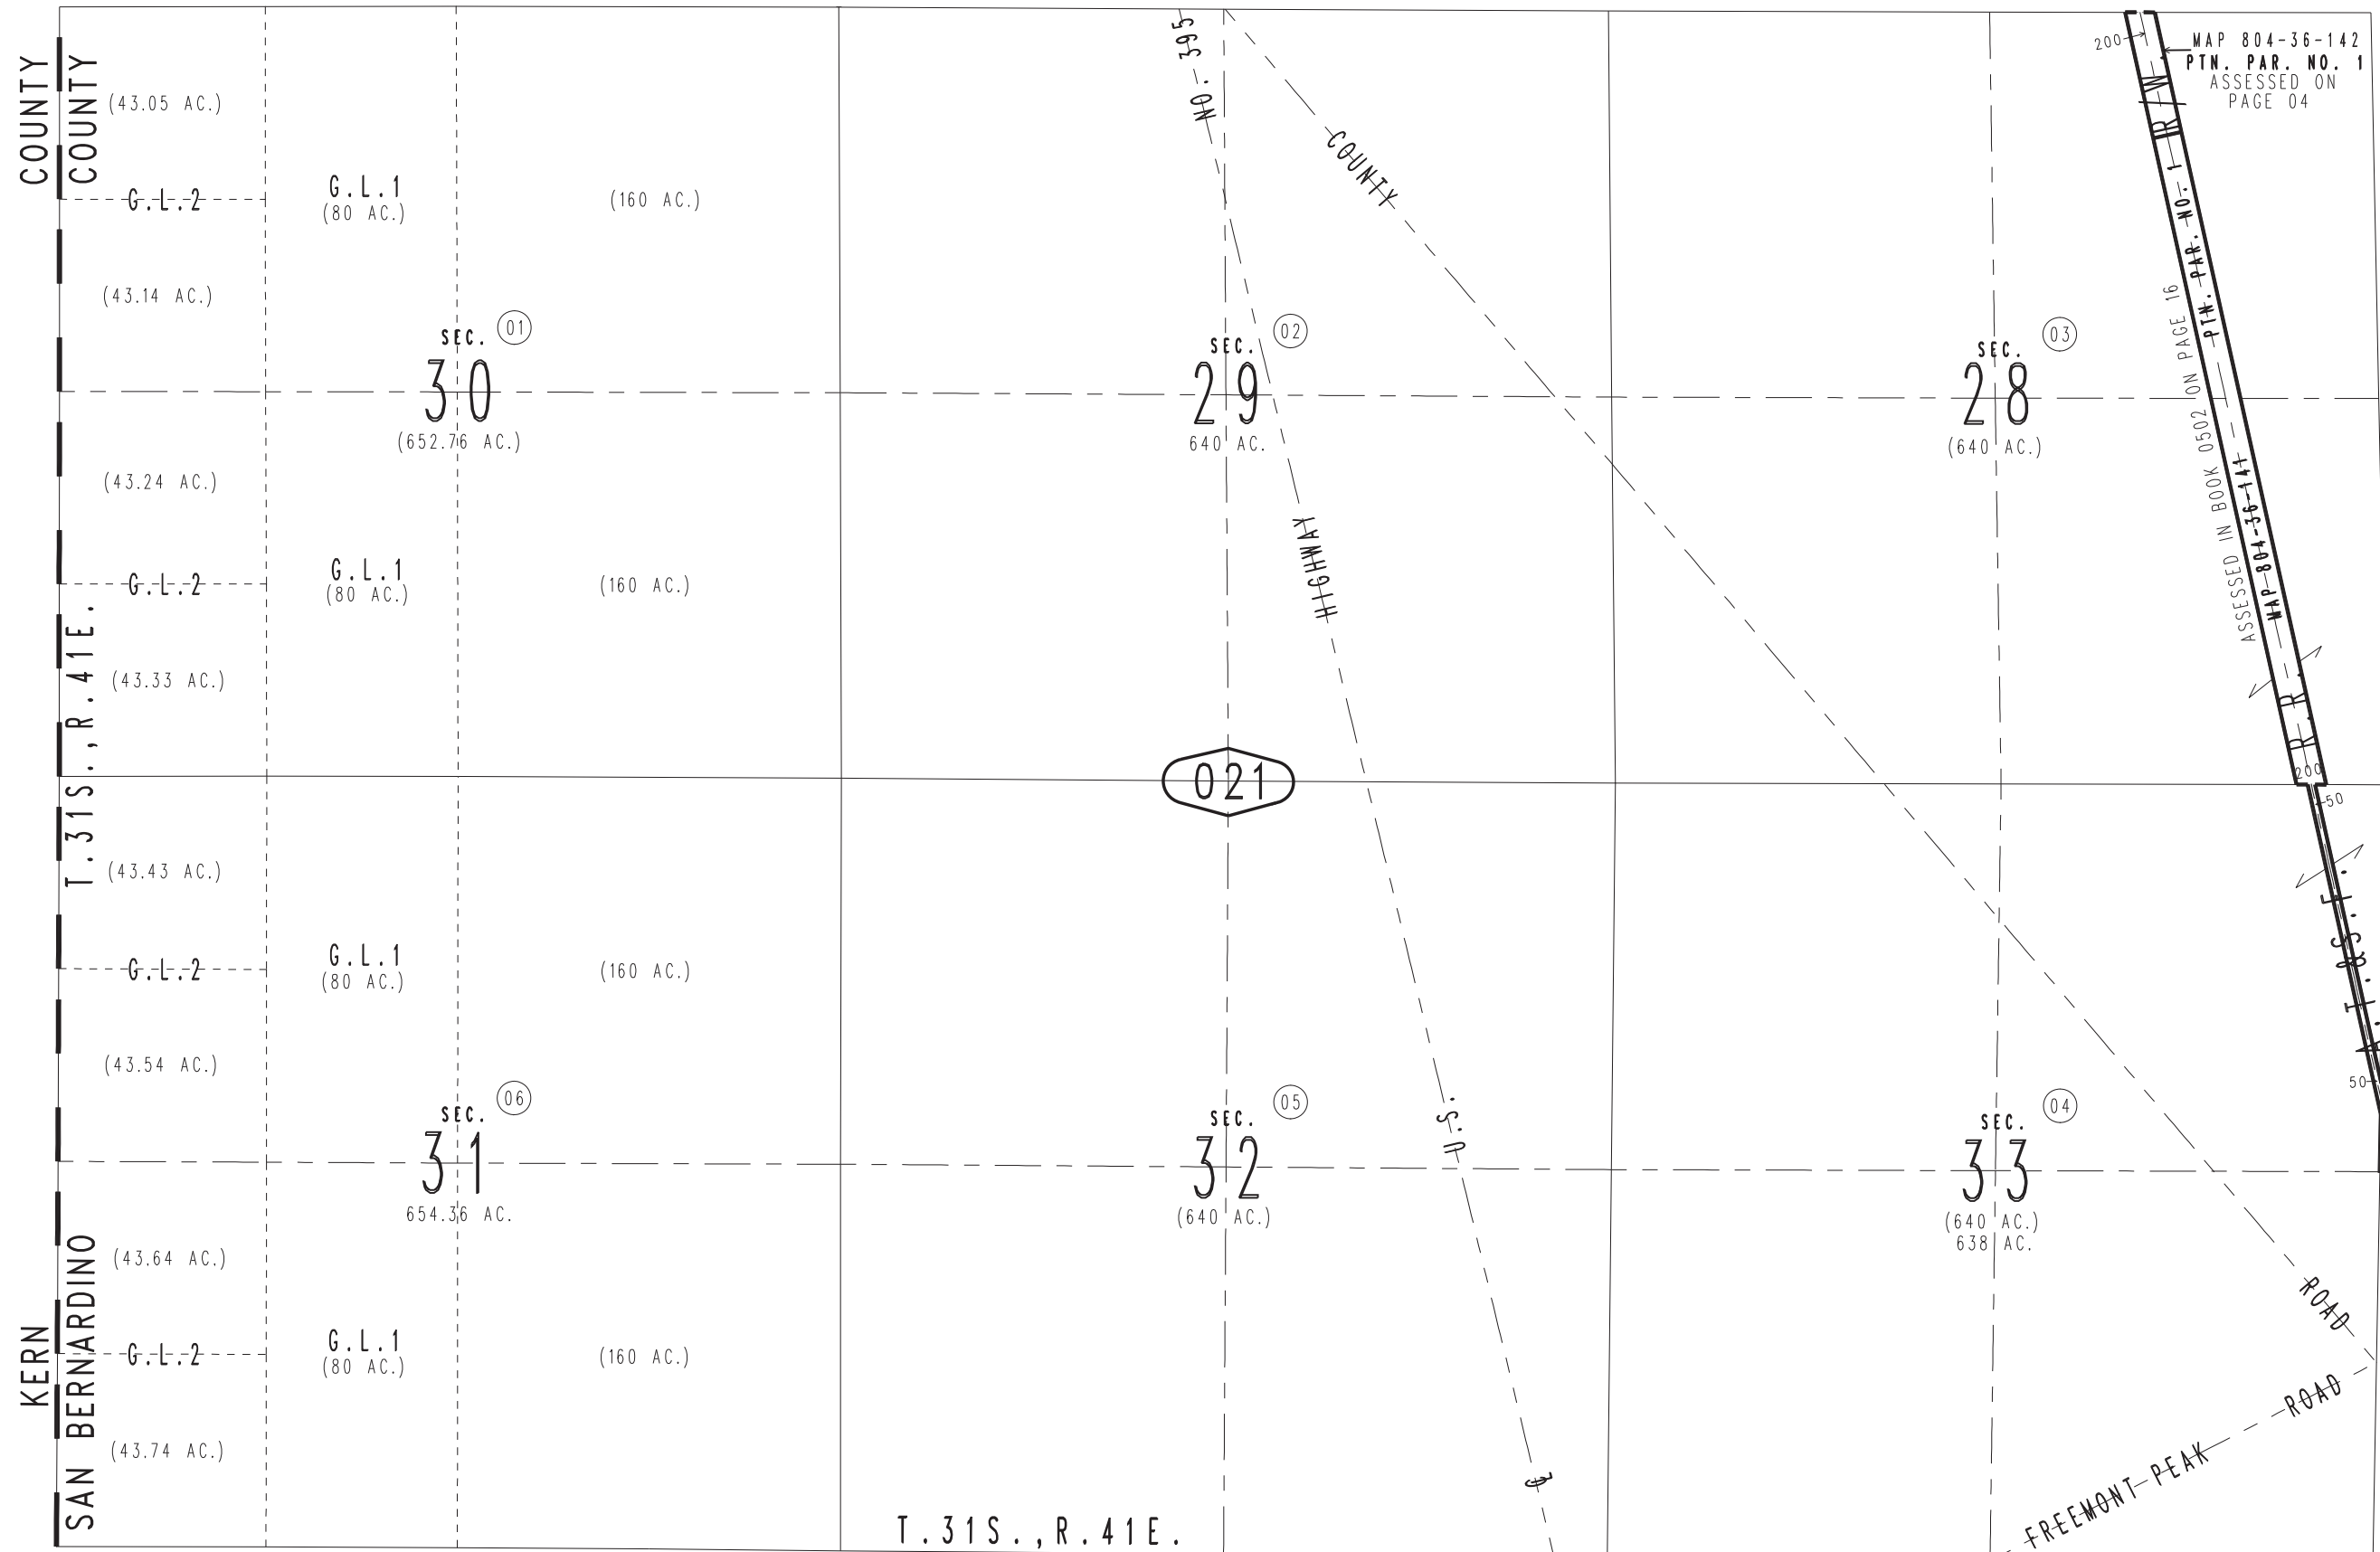 COUNTY
COUNTY
(43.05 AC.)
G.L.2
(43.14 AC.)
G.L.1
(80 AC.)
(160 AC.)
SEC. 01
30
(652.76 AC.)
(43.24 AC.)
G.L.2
(43.33 AC.)
G.L.1
(80 AC.)
(160 AC.)
T.31S.,R.41E.
NO. 395
COUNTY
SEC. 02
29
640 AC.
HIGHWAY
SEC. 03
28
(640 AC.)
200
MAP 804-36-142
PTN. PAR. NO. 1
ASSESSED ON
PAGE 04
R/W.
PTN. PAR. NO. 1
MAP 804-36-141
ASSESSED IN BOOK 0502 ON PAGE 16
R.R.
200
50
021
(43.43 AC.)
G.L.2
(43.54 AC.)
G.L.1
(80 AC.)
(160 AC.)
SEC. 06
31
654.36 AC.
(43.64 AC.)
G.L.2
(43.74 AC.)
G.L.1
(80 AC.)
(160 AC.)
KERN
SAN BERNARDINO
SEC. 05
32
(640 AC.)
U.S.
℄
SEC. 04
33
(640 AC.)
638 AC.
A.T.&S.F.
50
ROAD
FREEMONT PEAK ROAD
T.31S.,R.41E.